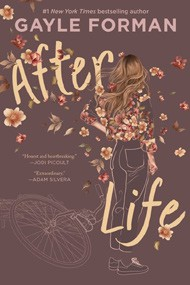 #1 New York Times bestselling author
GAYLE FORMAN
After
"Honest and heartbreaking."
—JODI PICOULT
"Extraordinary."
—ADAM SILVERA
Life